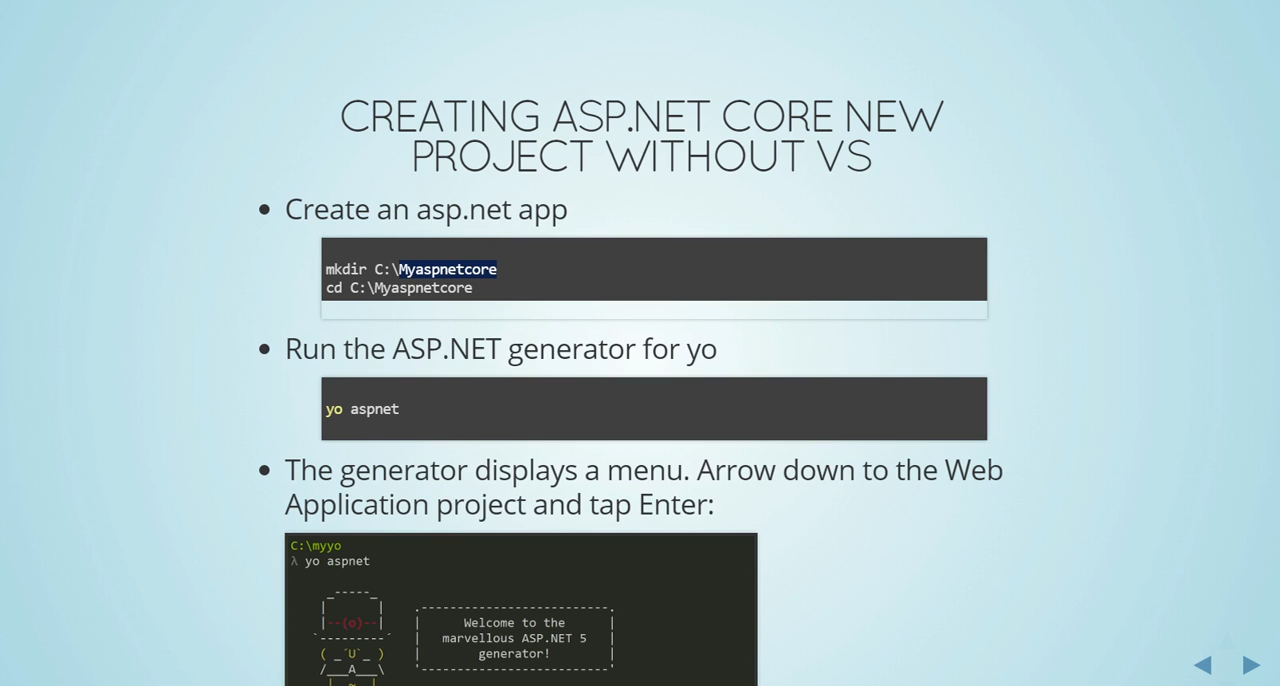 CREATING ASP.NET CORE NEW
PROJECT WITHOUT VS
• Create an asp.net app
mkdir C:\Myaspnetcore
cd C:\Myaspnetcore
• Run the ASP.NET generator for yo
yo aspnet
• The generator displays a menu. Arrow down to the Web
Application project and tap Enter:
C:\myyo
λ yo aspnet
Welcome to the
marvellous ASP.NET 5
generator!